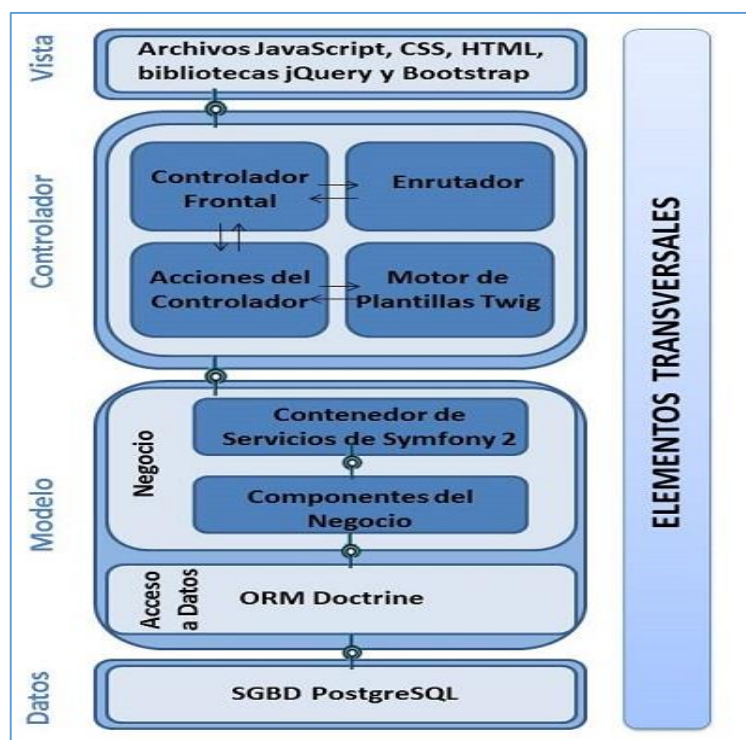 Vista
Archivos JavaScript, CSS, HTML,
bibliotecas jQuery y Bootstrap
Controlador
Controlador
Frontal
Enrutador
Acciones del
Controlador
Motor de
Plantillas Twig
Modelo
Negocio
Contenedor de
Servicios de Symfony 2
Componentes del
Negocio
Acceso
a Datos
ORM Doctrine
Datos
SGBD PostgreSQL
ELEMENTOS TRANSVERSALES